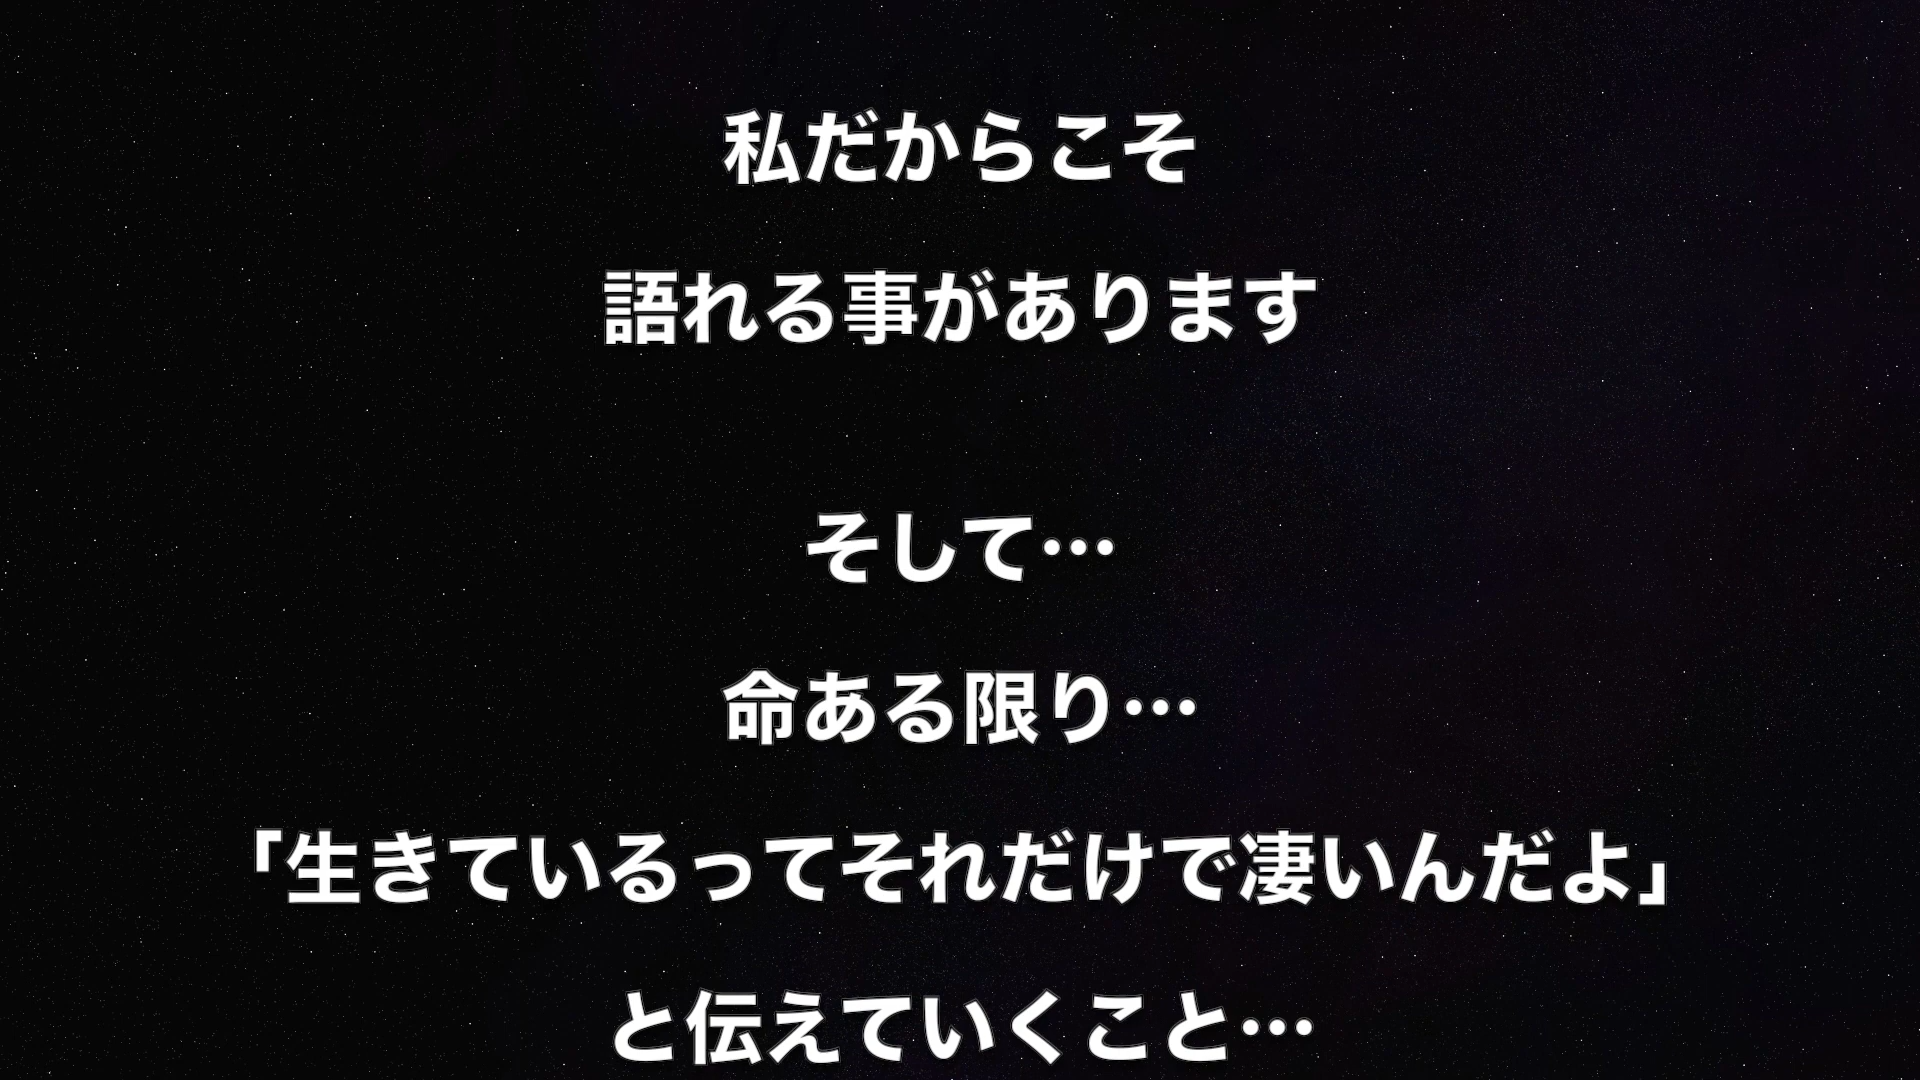 私だからこそ
語れる事があります
そして…
命ある限り…
「生きているってそれだけで凄いんだよ」
と伝えていくこと…